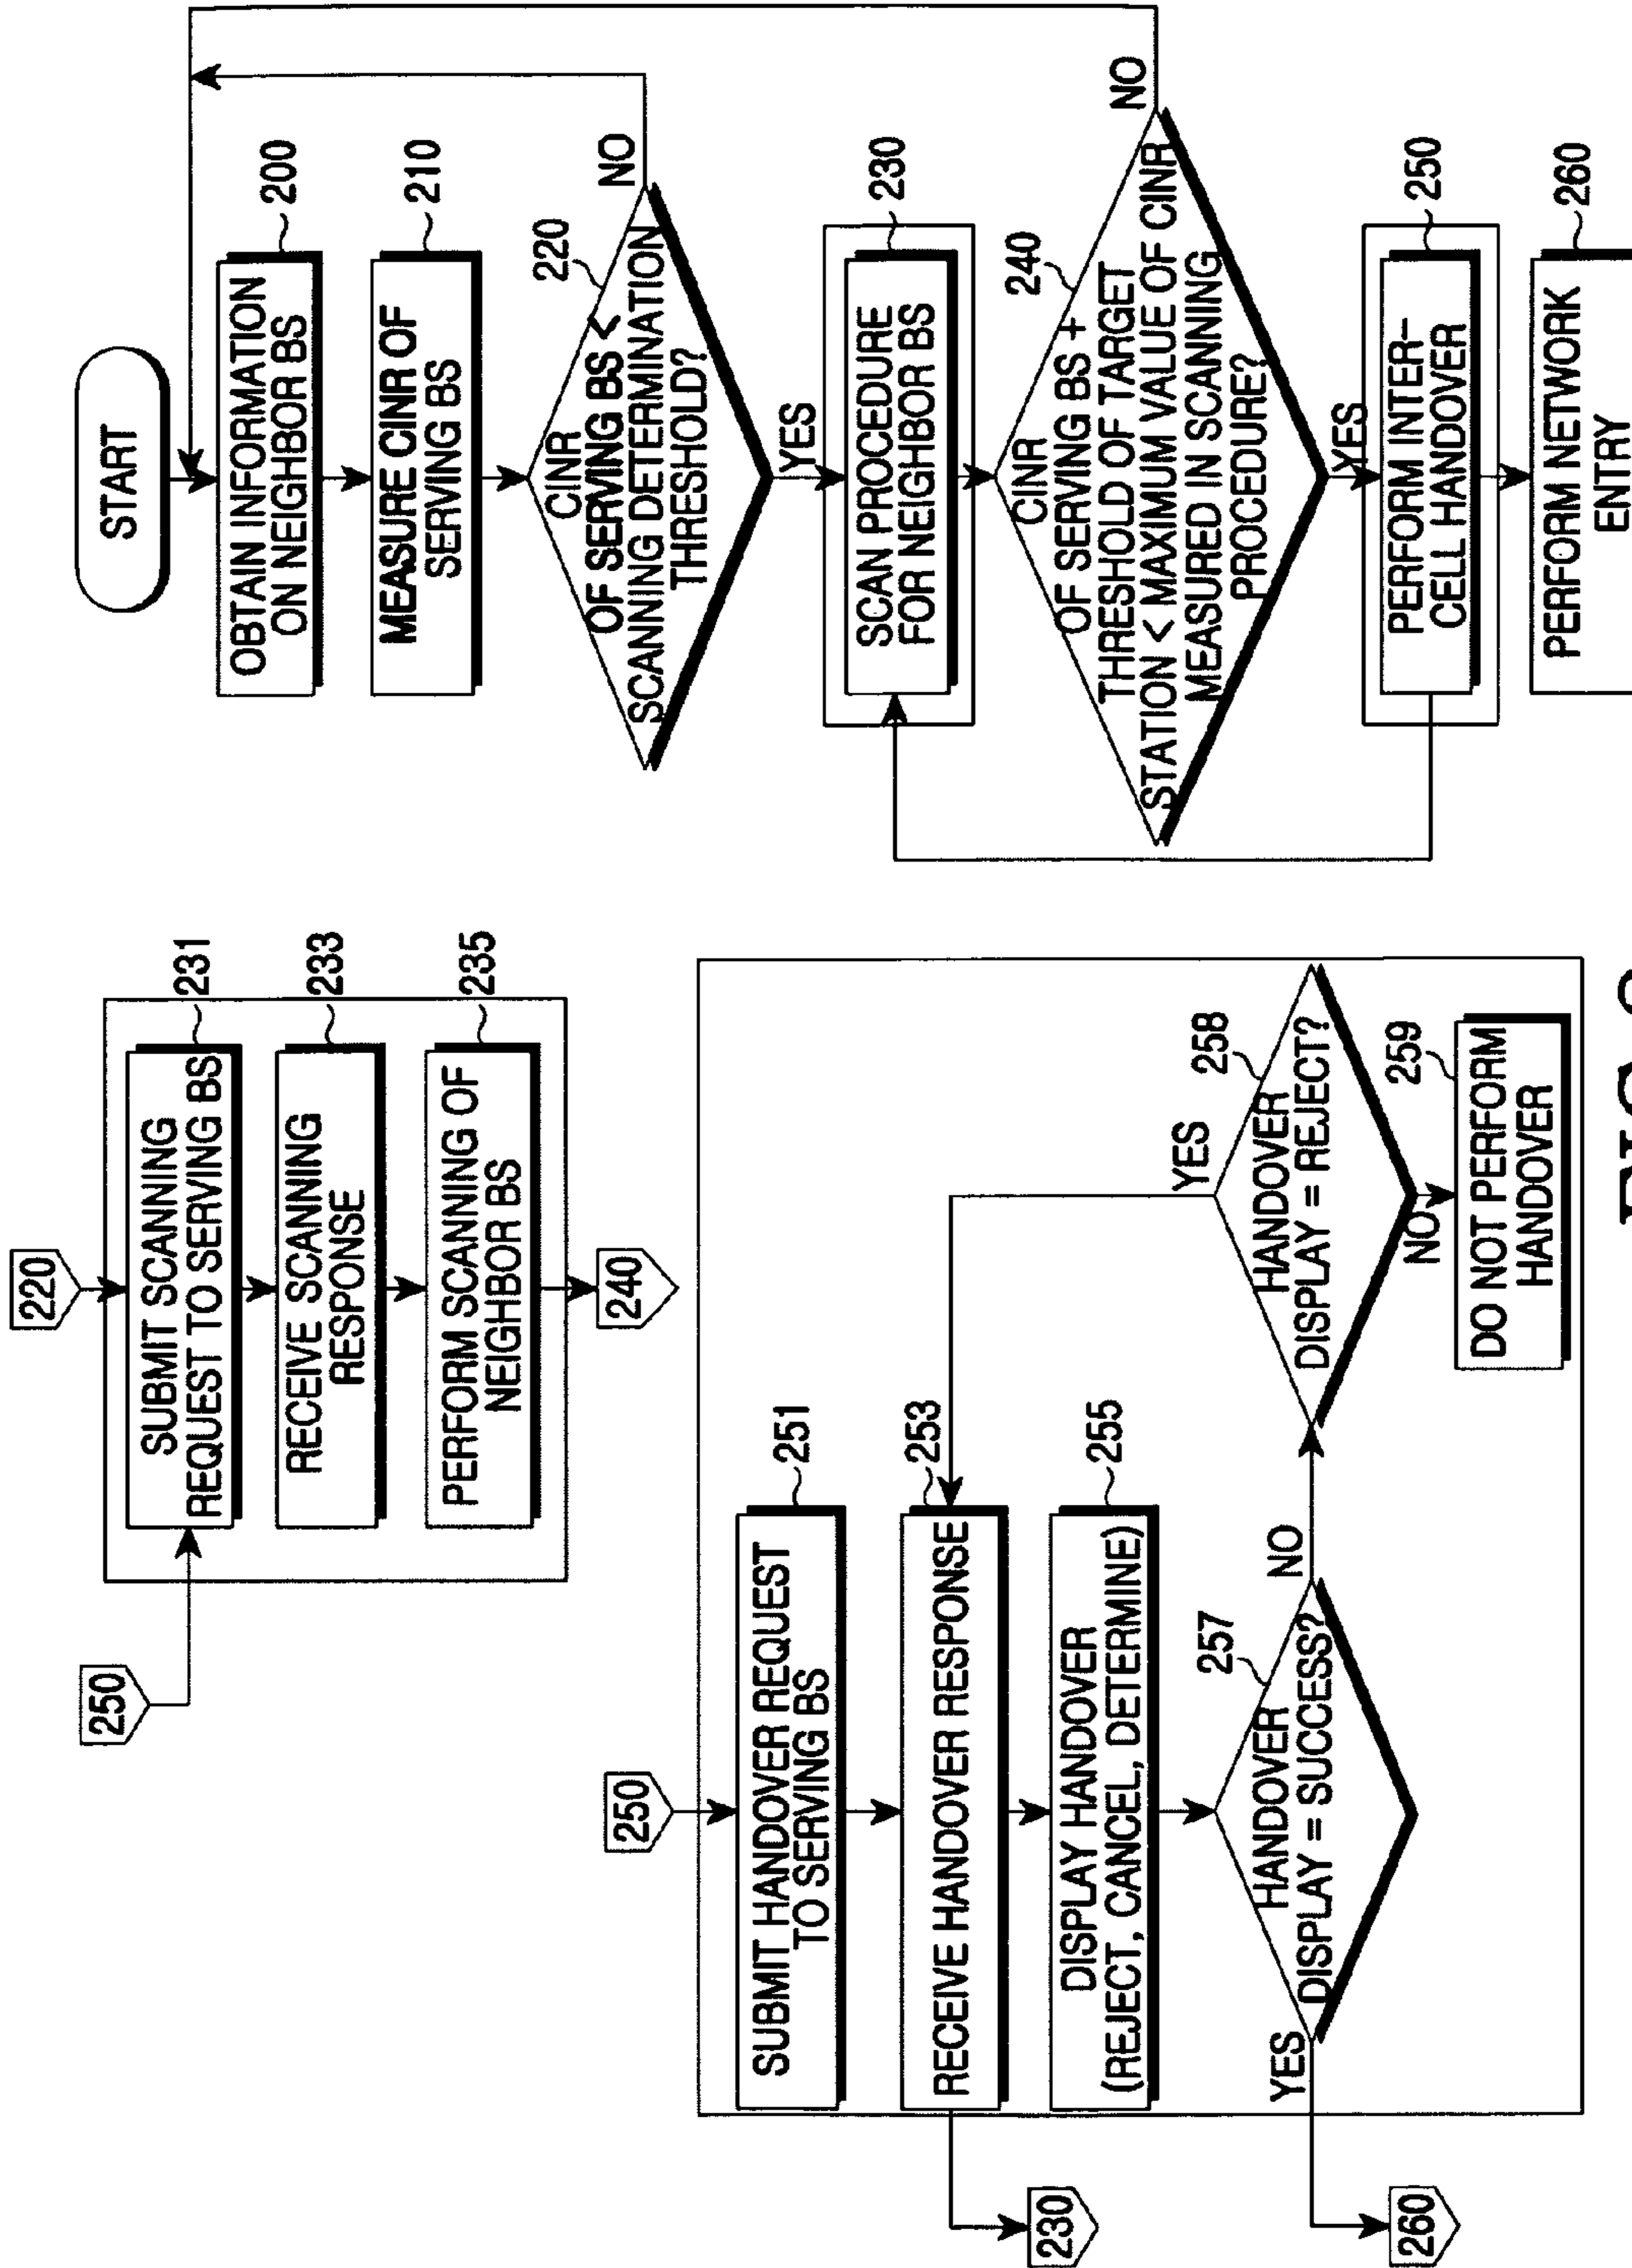 START
OBTAIN INFORMATION
ON NEIGHBOR BS
200
MEASURE CINR OF
SERVING BS
210
CINR
OF SERVING BS <
SCANNING DETERMINATION
THRESHOLD?
220
NO
YES
SCAN PROCEDURE
FOR NEIGHBOR BS
230
CINR
OF SERVING BS +
THRESHOLD OF TARGET
STATION < MAXIMUM VALUE OF CINR
MEASURED IN SCANNING
PROCEDURE?
240
NO
YES
PERFORM INTER-
CELL HANDOVER
250
PERFORM NETWORK
ENTRY
260
220
250
SUBMIT SCANNING
REQUEST TO SERVING BS
231
RECEIVE SCANNING
RESPONSE
233
PERFORM SCANNING OF
NEIGHBOR BS
235
240
250
SUBMIT HANDOVER REQUEST
TO SERVING BS
251
RECEIVE HANDOVER RESPONSE
253
230
DISPLAY HANDOVER
(REJECT, CANCEL, DETERMINE)
255
HANDOVER
DISPLAY = SUCCESS?
257
YES
NO
260
HANDOVER
DISPLAY = REJECT?
258
YES
NO
DO NOT PERFORM
HANDOVER
259